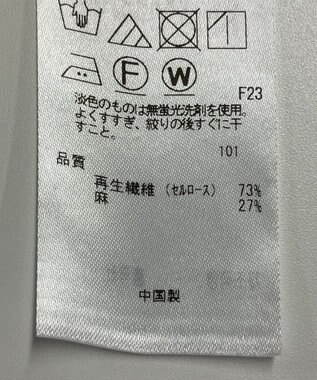 F
W
F23
淡色のものは無蛍光洗剤を使用。
よくすすぎ、絞りの後すぐに干
すこと。
101
品質
再生繊維(セルロース) 73%
麻 27%
中国製